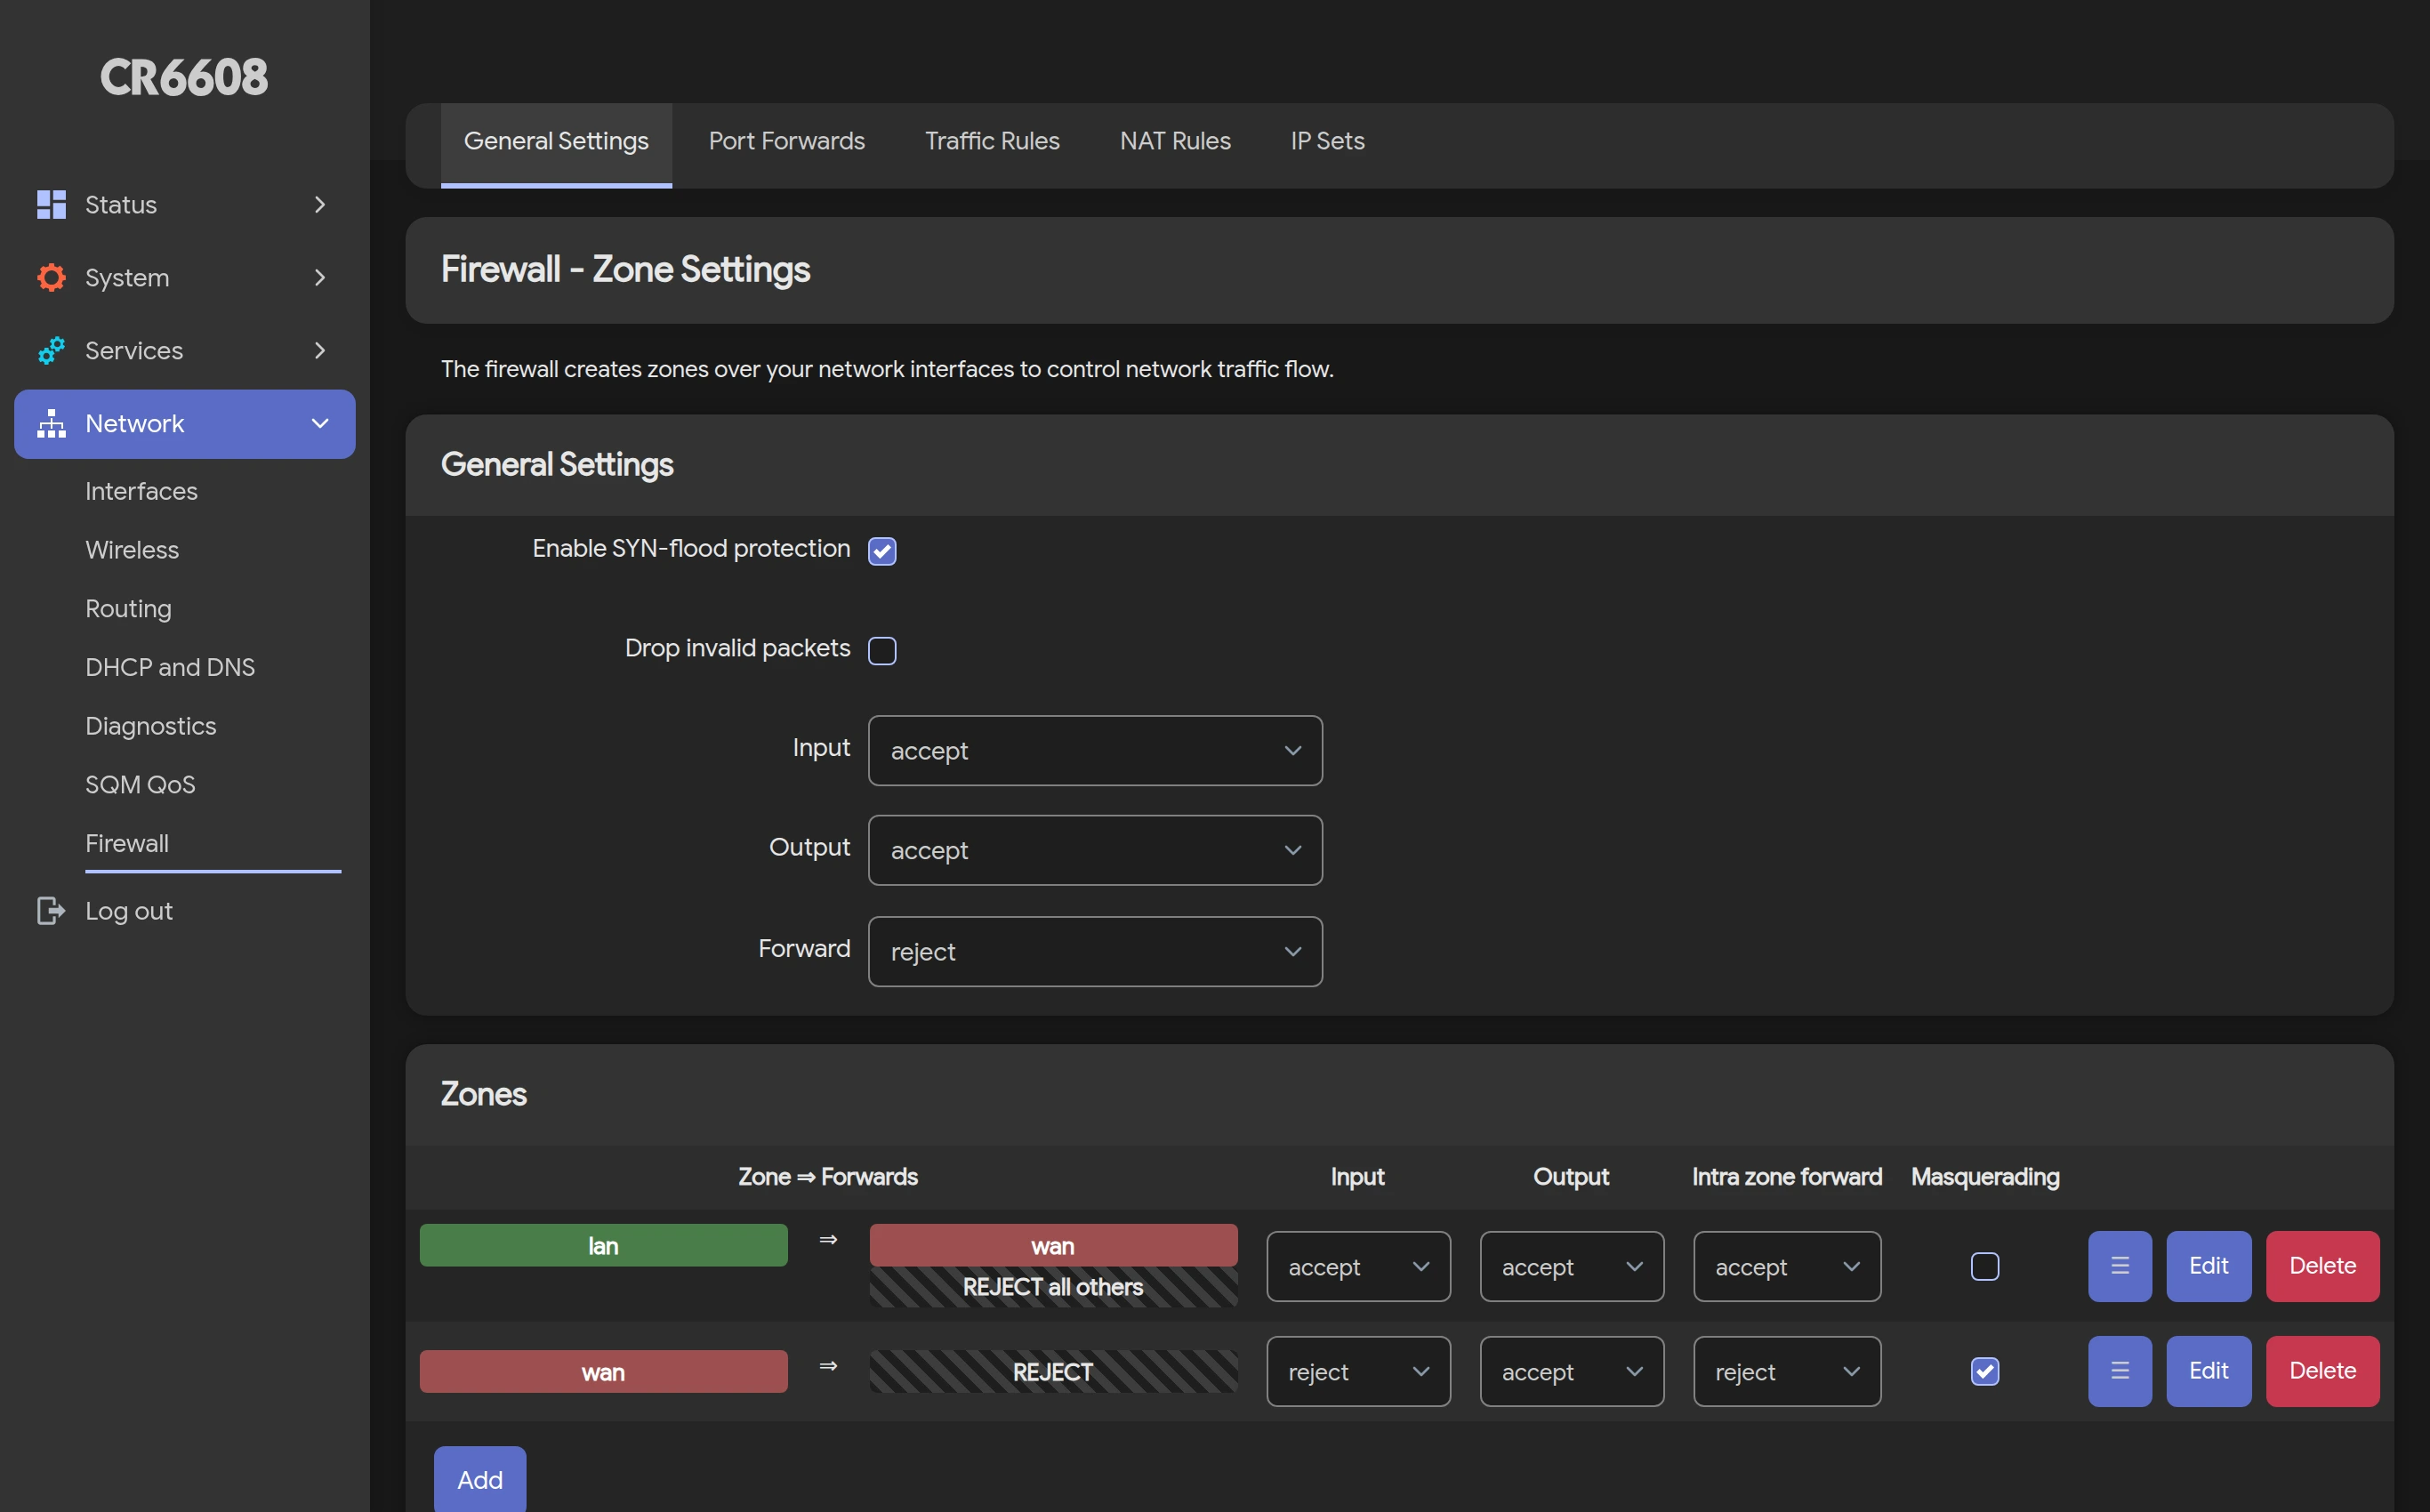 CR6608
Status
System
Services
Network
Interfaces
Wireless
Routing
DHCP and DNS
Diagnostics
SQM QoS
Firewall
Log out
General Settings Port Forwards Traffic Rules NAT Rules IP Sets
Firewall - Zone Settings
The firewall creates zones over your network interfaces to control network traffic flow.
General Settings
Enable SYN-flood protection
Drop invalid packets
Input accept
Output accept
Forward reject
Zones
Zone ⇒ Forwards Input Output Intra zone forward Masquerading
lan ⇒ wan accept accept accept ☰ Edit Delete
REJECT all others
wan ⇒ REJECT reject accept reject ☰ Edit Delete
Add